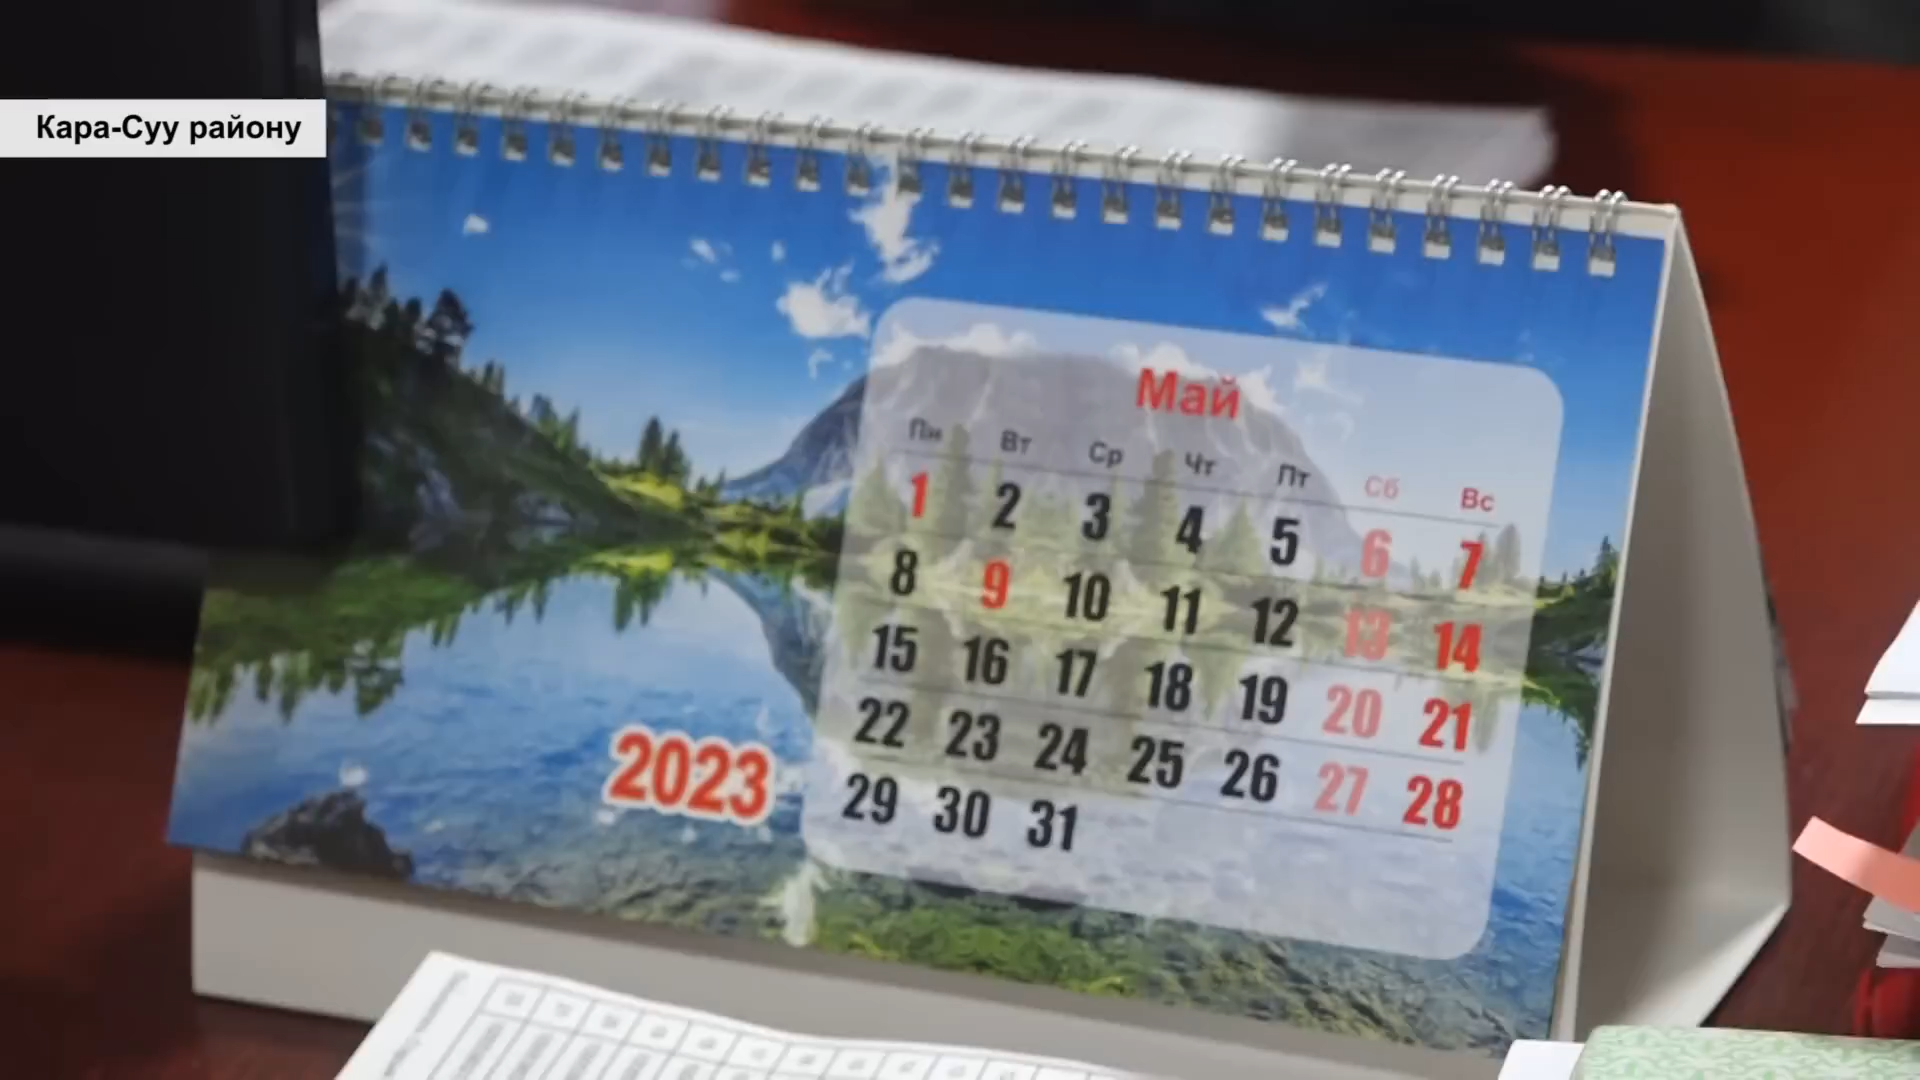 Кара-Суу району
Май
Пн Вт Ср Чт Пт Сб Вс
1 2 3 4 5 6 7
8 9 10 11 12 13 14
15 16 17 18 19 20 21
22 23 24 25 26 27 28
29 30 31
2023